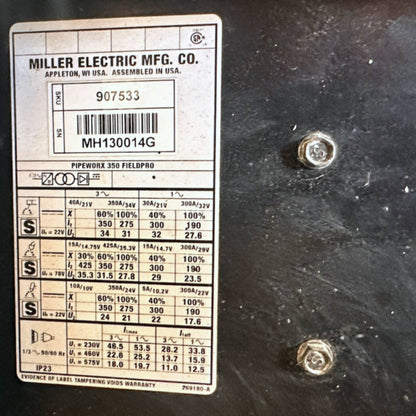 MILLER ELECTRIC MFG. CO.
APPLETON, WI USA. ASSEMBLED IN USA.
SKU 907533
SN MH130014G
PIPEWORX 350 FIELDPRO
3~ 1~
40A/21V 350A/34V 30A/21V 300A/32V
X 60% 100% 40% 100%
I₂ 350 275 300 190
S U₀ = 22V U₂ 34 31 32 27.6
15A/14.75V 425A/35.3V 15A/14.7V 300A/29V
X 30% 60% 100% 40% 100%
I₂ 425 350 275 300 190
S U₀ = 78V U₂ 35.3 31.5 27.8 29 23.5
10A/10V 350A/24V 5A/10.2V 300A/22V
X 60% 100% 40% 100%
I₂ 350 275 300 190
S U₀ = 22V U₂ 24 21 22 17.6
I₁max I₁eff
3~ 1~ 3~ 1~
U₁ = 230V 46.5 53.5 28.2 33.8
1/3~ 50/60 Hz U₁ = 460V 22.6 25.2 13.7 15.9
U₁ = 575V 18.0 19.7 11.0 12.5
IP23
EVIDENCE OF LABEL TAMPERING VOIDS WARRANTY